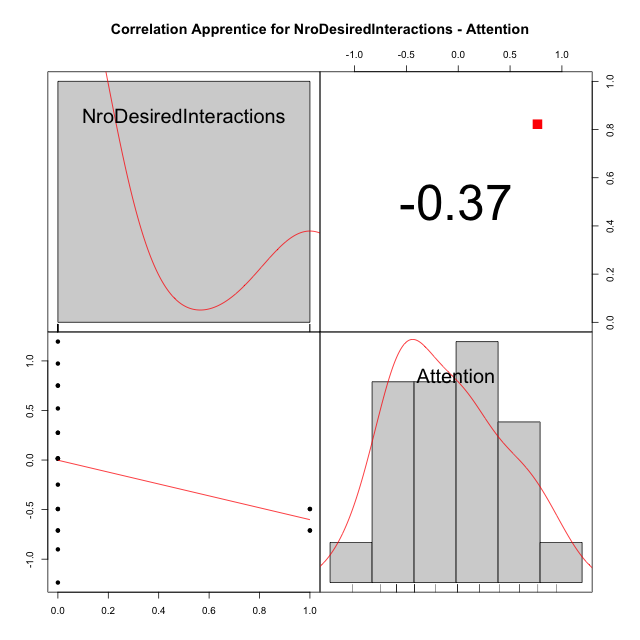 Correlation Apprentice for NroDesiredInteractions - Attention
-1.0 -0.5 0.0 0.5 1.0
NroDesiredInteractions
-0.37
0.0 0.2 0.4 0.6 0.8 1.0
-1.0 -0.5 0.0 0.5 1.0
Attention
0.0 0.2 0.4 0.6 0.8 1.0